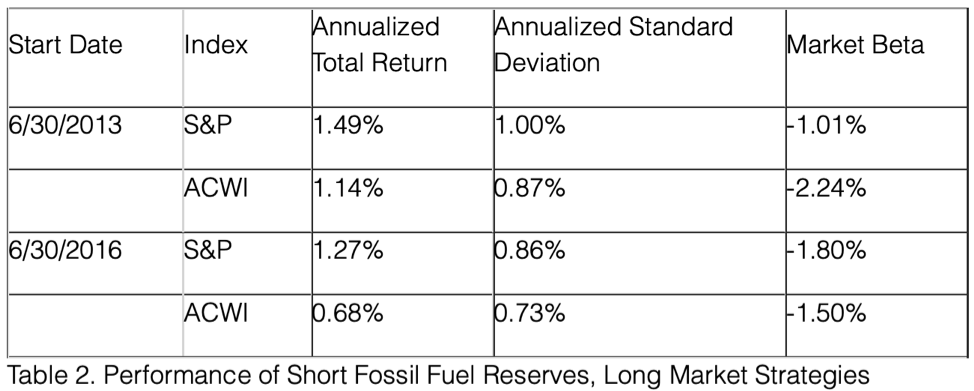 Start Date Index Annualized Total Return Annualized Standard Deviation Market Beta
6/30/2013 S&P 1.49% 1.00% -1.01%
ACWI 1.14% 0.87% -2.24%
6/30/2016 S&P 1.27% 0.86% -1.80%
ACWI 0.68% 0.73% -1.50%
Table 2. Performance of Short Fossil Fuel Reserves, Long Market Strategies